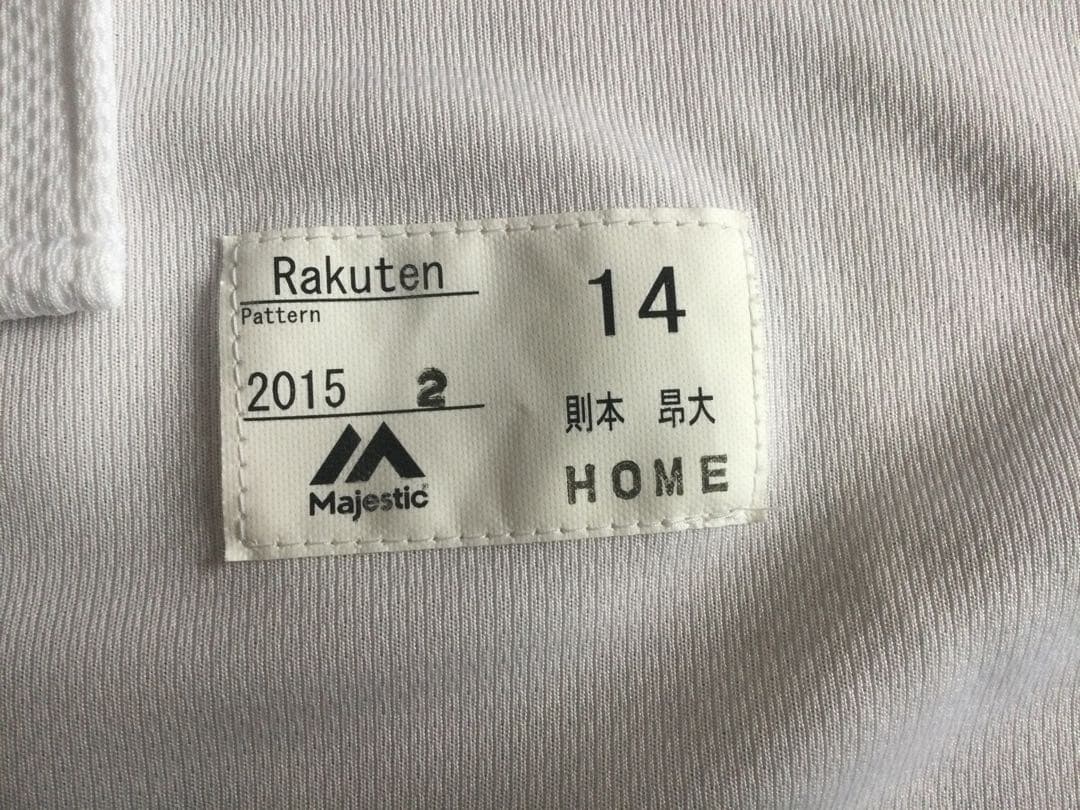 Rakuten
Pattern
2015 2
Majestic®
14
則本 昂大
HOME